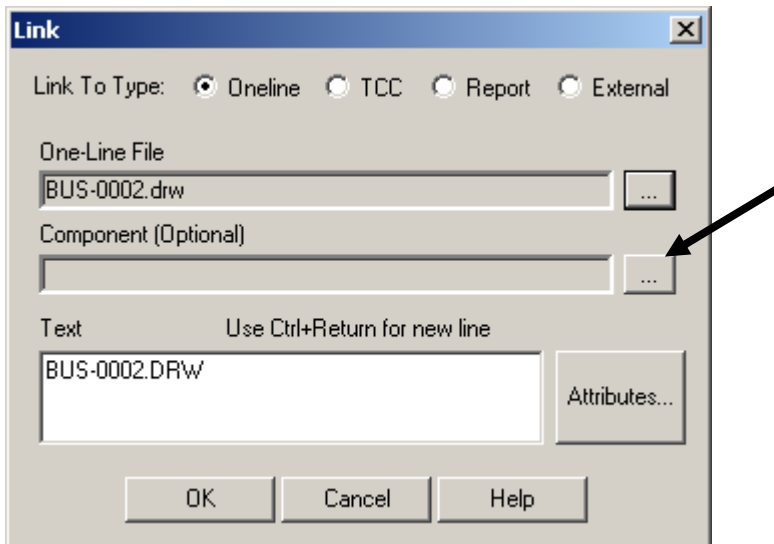 Link
Link To Type: Oneline TCC Report External
One-Line File
BUS-0002.drw ...
Component (Optional)
...
Text Use Ctrl+Return for new line
BUS-0002.DRW
Attributes...
OK Cancel Help